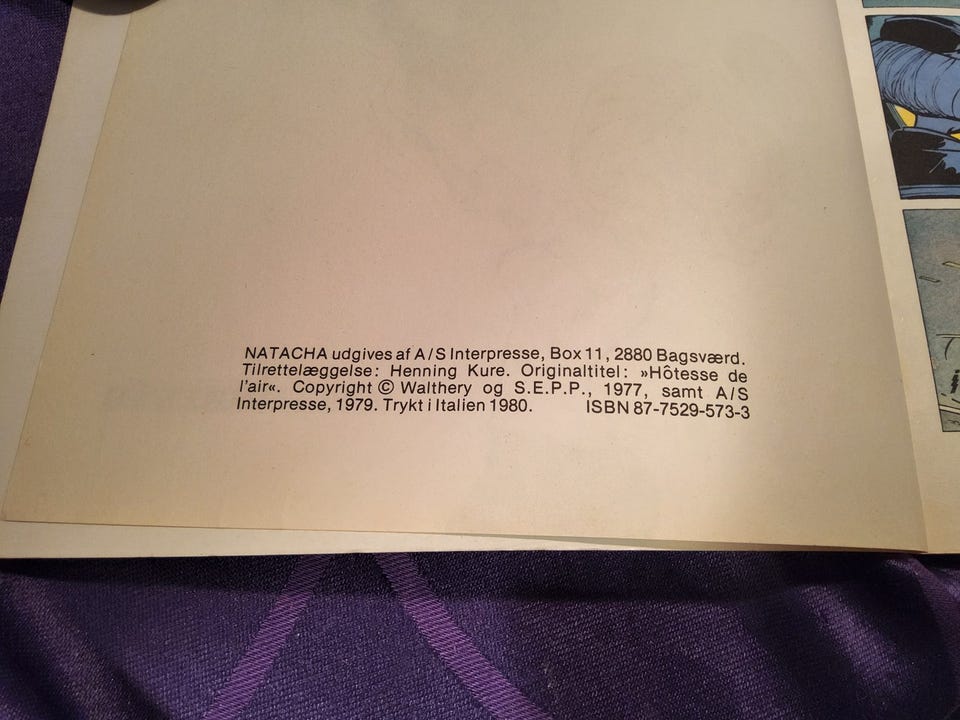 NATACHA udgives af A/S Interpresse, Box 11, 2880 Bagsværd.
Tilrettelæggelse: Henning Kure. Originaltitel: »Hôtesse de
l'air«. Copyright © Walthery og S.E.P.P., 1977, samt A/S
Interpresse, 1979. Trykt i Italien 1980. ISBN 87-7529-573-3